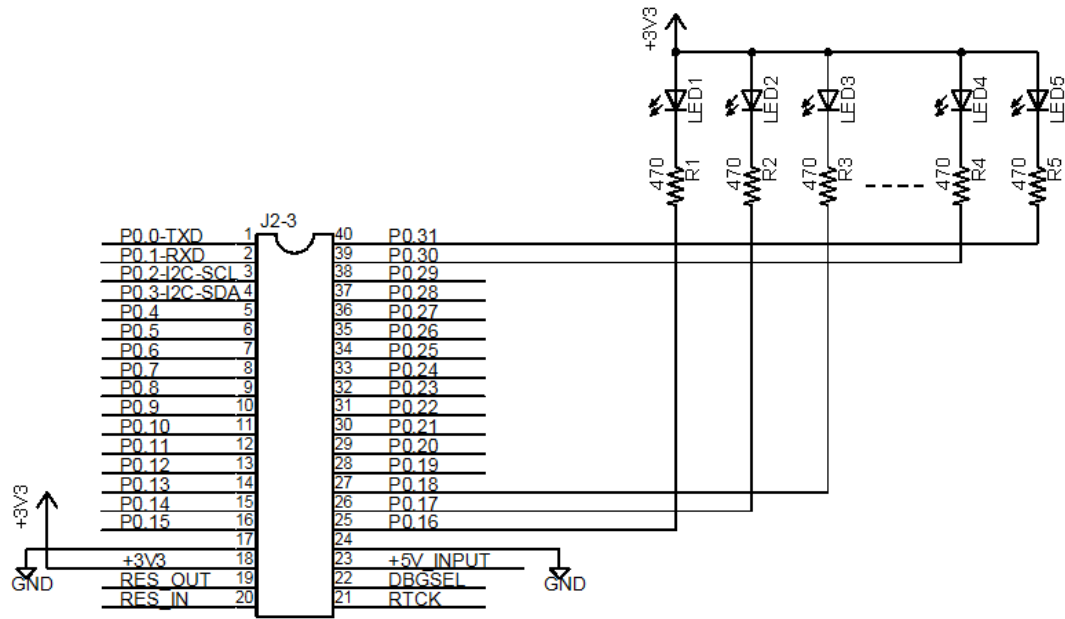 +3V3
LED1 LED2 LED3 LED4 LED5
470 R1 470 R2 470 R3 470 R4 470 R5
J2-3
P0.0-TXD 1 40 P0.31
P0.1-RXD 2 39 P0.30
P0.2-I2C-SCL 3 38 P0.29
P0.3-I2C-SDA 4 37 P0.28
P0.4 5 36 P0.27
P0.5 6 35 P0.26
P0.6 7 34 P0.25
P0.7 8 33 P0.24
P0.8 9 32 P0.23
P0.9 10 31 P0.22
P0.10 11 30 P0.21
P0.11 12 29 P0.20
P0.12 13 28 P0.19
P0.13 14 27 P0.18
P0.14 15 26 P0.17
P0.15 16 25 P0.16
+3V3
17 24
+3V3 18 23 +5V_INPUT
GND GND
RES_OUT 19 22 DBGSEL
RES_IN 20 21 RTCK